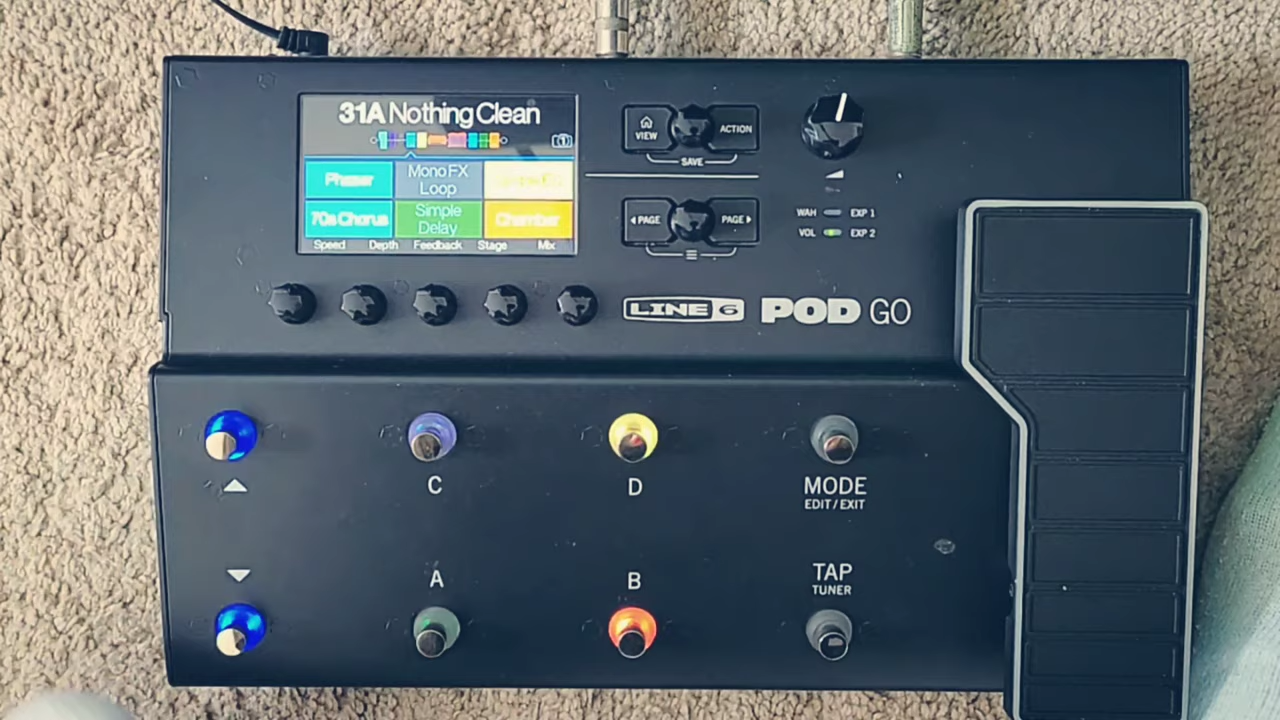 31A Nothing Clean
Phaser
Mono FX
Loop
70s Chorus
Simple
Delay
Chamber
Speed Depth Feedback Stage Mix
VIEW
ACTION
SAVE
PAGE
PAGE
WAH EXP 1
VOL EXP 2
LINE 6 POD GO
C
D
MODE
EDIT/EXIT
A
B
TAP
TUNER